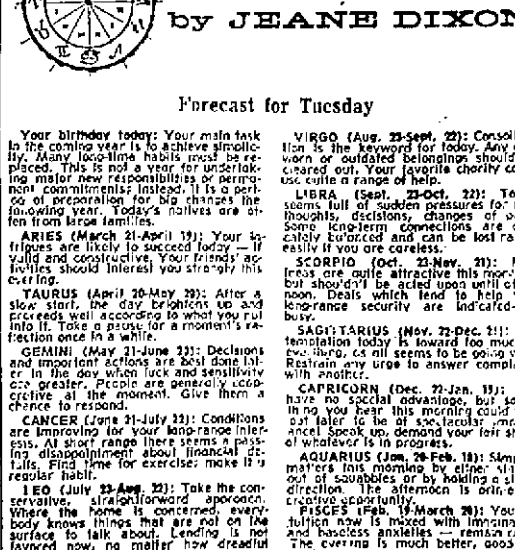 by JEANE DIXON
Forecast for Tuesday
Your birthday today: Your main task
in the coming year is to achieve simplic-
ity. Many long-time habits must be re-
placed. This is not a year for undertak-
ing major new responsibilities or perma-
nent commitments; instead, it is a peri-
od of preparation for big changes the
following year. Today's natives are of-
ten from large families.
ARIES (March 21-April 19): Your in-
trigues are likely to succeed today — if
valid and constructive. Your friends' ac-
tivities should interest you strongly this
evening.
TAURUS (April 20-May 20): After a
slow start, the day brightens up and
proceeds well according to what you put
into it. Take a pause for a moment's re-
flection once in a while.
GEMINI (May 21-June 20): Decisions
and important actions are best done lat-
er in the day when luck and sensitivity
are greater. People are generally coop-
erative at the moment. Give them a
chance to respond.
CANCER (June 21-July 22): Conditions
are improving for your long-range inter-
ests. At short range there seems a pass-
ing disappointment about financial de-
tails. Find time for exercise; make it a
regular habit.
LEO (July 23-Aug. 22): Take the con-
servative, straightforward approach.
Where the home is concerned, every-
body knows things that are not on the
surface to talk about. Lending is not
favored now, no matter how dreadful
VIRGO (Aug. 23-Sept. 22): Consoli
tion is the keyword for today. Any
worn or outdated belongings should
cleared out. Your favorite charity co
use quite a range of help.
LIBRA (Sept. 23-Oct. 22): To
seems full of sudden pressures for
thoughts, decisions, changes of
Some long-term connections are
cately balanced and can be lost
easily if you are careless.
SCORPIO (Oct. 23-Nov. 21):
are quite attractive this mor
but shouldn't be acted upon until
noon. Deals which tend to help
long-range security are indicated-
busy.
SAGITTARIUS (Nov. 22-Dec. 21):
temptation today is toward too muc
everything, as all seems to be going
Restrain any urge to answer compla
with another.
CAPRICORN (Dec. 22-Jan. 19):
have no special advantage, but so
thing you hear this morning could
out later to be of spectacular
Speak up, demand your fair sh
of whatever is in progress.
AQUARIUS (Jan. 20-Feb. 18): Simp
matters this morning by either
out of squabbles or by holding a
direction. The afternoon is
creative opportunity.
PISCES (Feb. 19-March 20): Your
tuition now is mixed with
and baseless anxieties — remain
The evening is much better, good